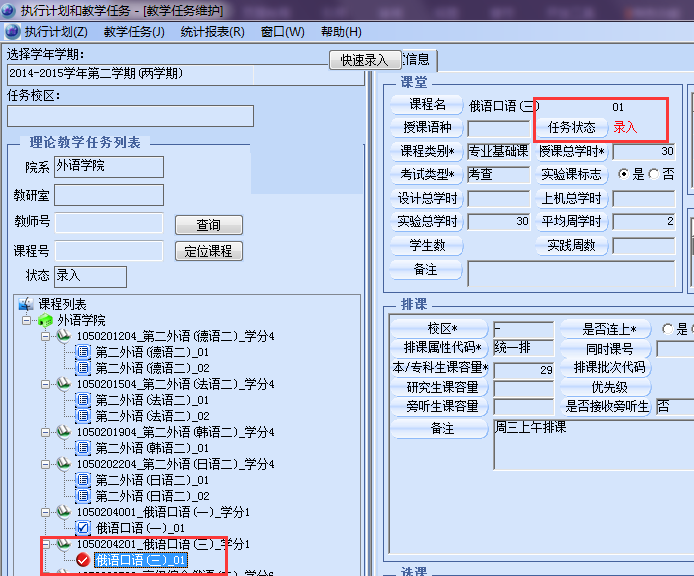 执行计划和教学任务 - [教学任务维护]
执行计划(Z) 教学任务(J) 统计报表(R) 窗口(W) 帮助(H)
选择学年学期:
2014-2015学年第二学期(两学期)
快速录入
信息
任务校区:
理论教学任务列表
院系 外语学院
教研室
教师号
查询
课程号
定位课程
状态 录入
课程列表
外语学院
1050201204_第二外语(德语二)_学分4
第二外语(德语二)_01
第二外语(德语二)_02
1050201504_第二外语(法语二)_学分4
第二外语(法语二)_01
第二外语(法语二)_02
1050201904_第二外语(韩语二)_学分4
第二外语(韩语二)_01
1050202204_第二外语(日语二)_学分4
第二外语(日语二)_01
第二外语(日语二)_02
1050204001_俄语口语(一)_学分1
俄语口语(一)_01
1050204201_俄语口语(三)_学分1
俄语口语(三)_01
课堂
课程名 俄语口语(三) 01
授课语种 任务状态 录入
课程类别* 专业基础课 授课总学时* 30
考试类型* 考查 实验课标志 是 否
设计总学时 上机总学时
实验总学时 30 平均周学时 2
学生数 实践周数
备注
排课
校区* - 是否连上* 是
排课属性代码* 统一排 同时课号
本/专科生课容量* 29 排课批次代码
研究生课容量 优先级
旁听生课容量 是否接收旁听生 否
备注 周三上午排课
选课